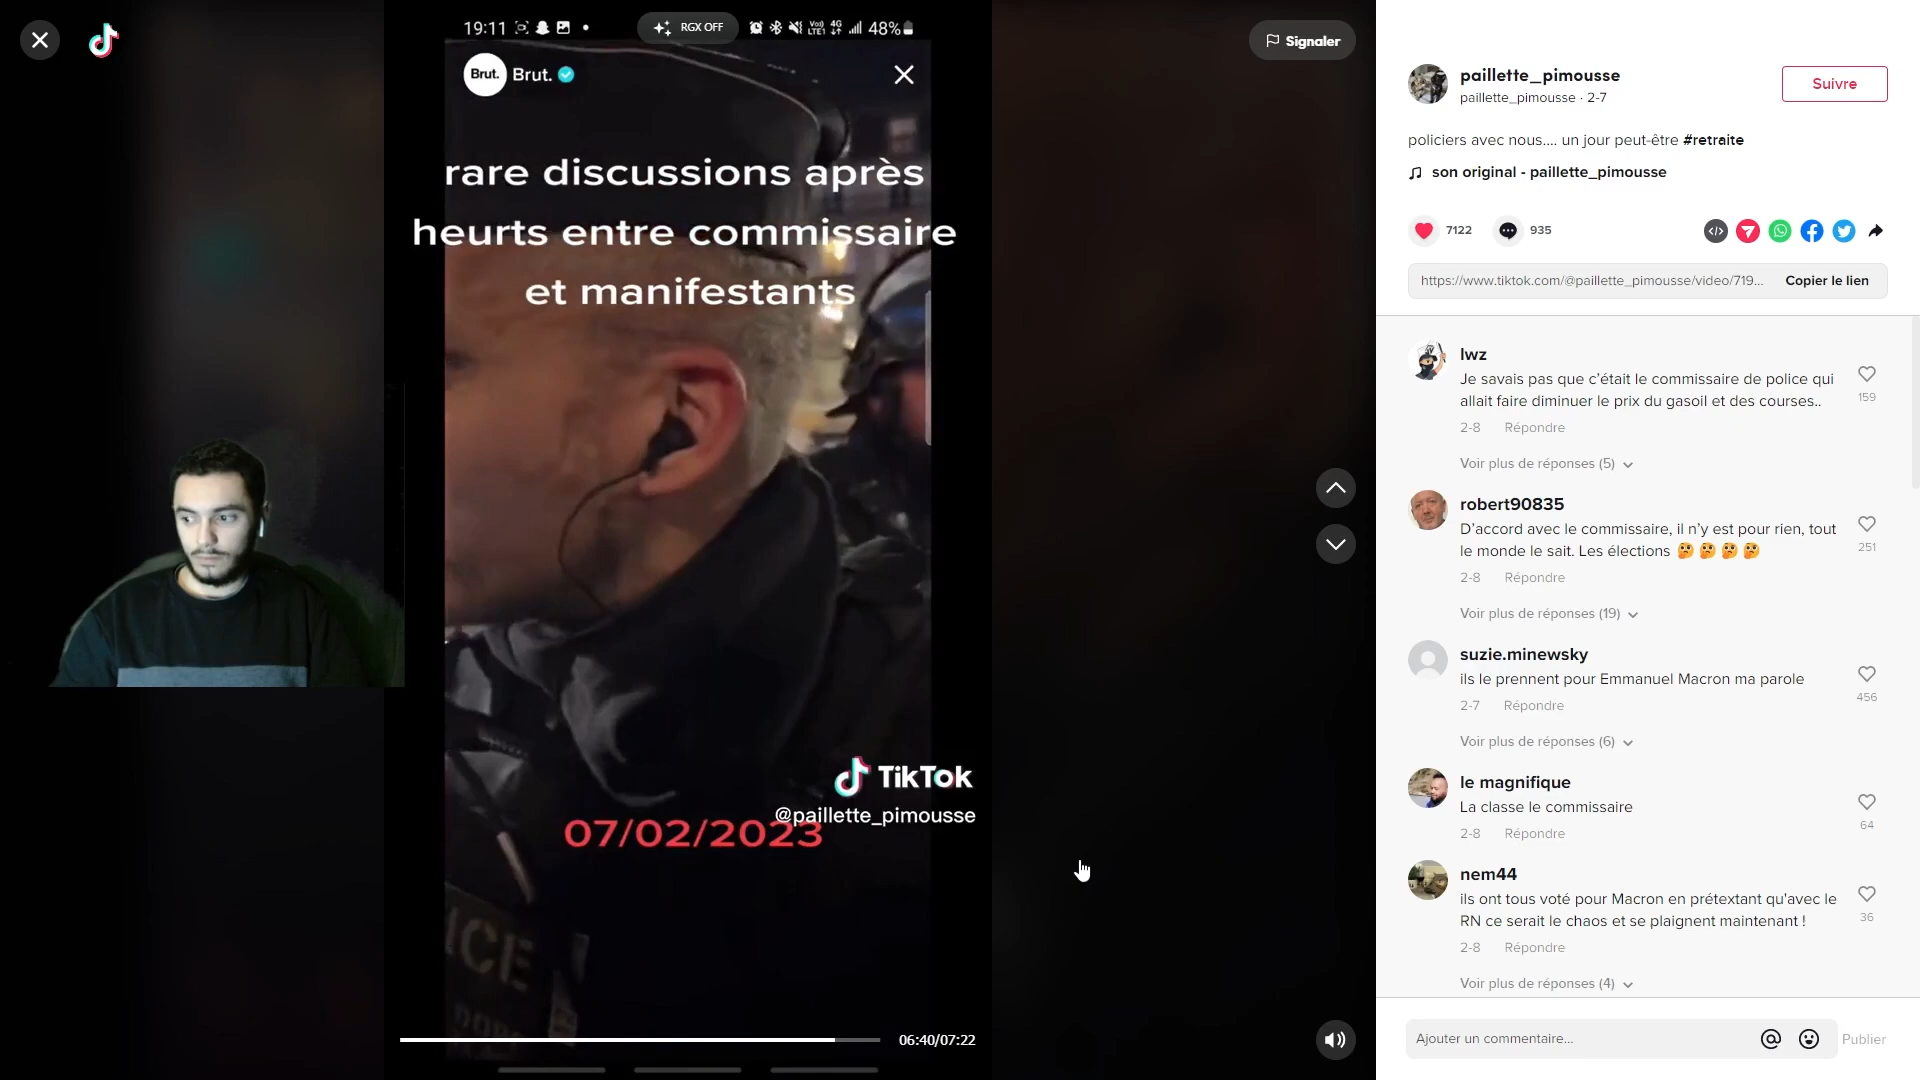 19:11
RGX OFF
Vo)) LTE1 4G 48%
Signaler
Brut. Brut.
rare discussions après
heurts entre commissaire
et manifestants
TikTok
@paillette_pimousse
07/02/2023
ICE
06:40/07:22
paillette_pimousse
paillette_pimousse · 2-7
Suivre
policiers avec nous.... un jour peut-être #retraite
son original - paillette_pimousse
7122 935
https://www.tiktok.com/@paillette_pimousse/video/719... Copier le lien
lwz
Je savais pas que c’était le commissaire de police qui
allait faire diminuer le prix du gasoil et des courses..
159
2-8 Répondre
Voir plus de réponses (5)
robert90835
D’accord avec le commissaire, il n’y est pour rien, tout
le monde le sait. Les élections 🤔 🤔 🤔 🤔
251
2-8 Répondre
Voir plus de réponses (19)
suzie.minewsky
ils le prennent pour Emmanuel Macron ma parole
456
2-7 Répondre
Voir plus de réponses (6)
le magnifique
La classe le commissaire
64
2-8 Répondre
nem44
ils ont tous voté pour Macron en prétextant qu'avec le
RN ce serait le chaos et se plaignent maintenant !
36
2-8 Répondre
Voir plus de réponses (4)
Ajouter un commentaire...
Publier